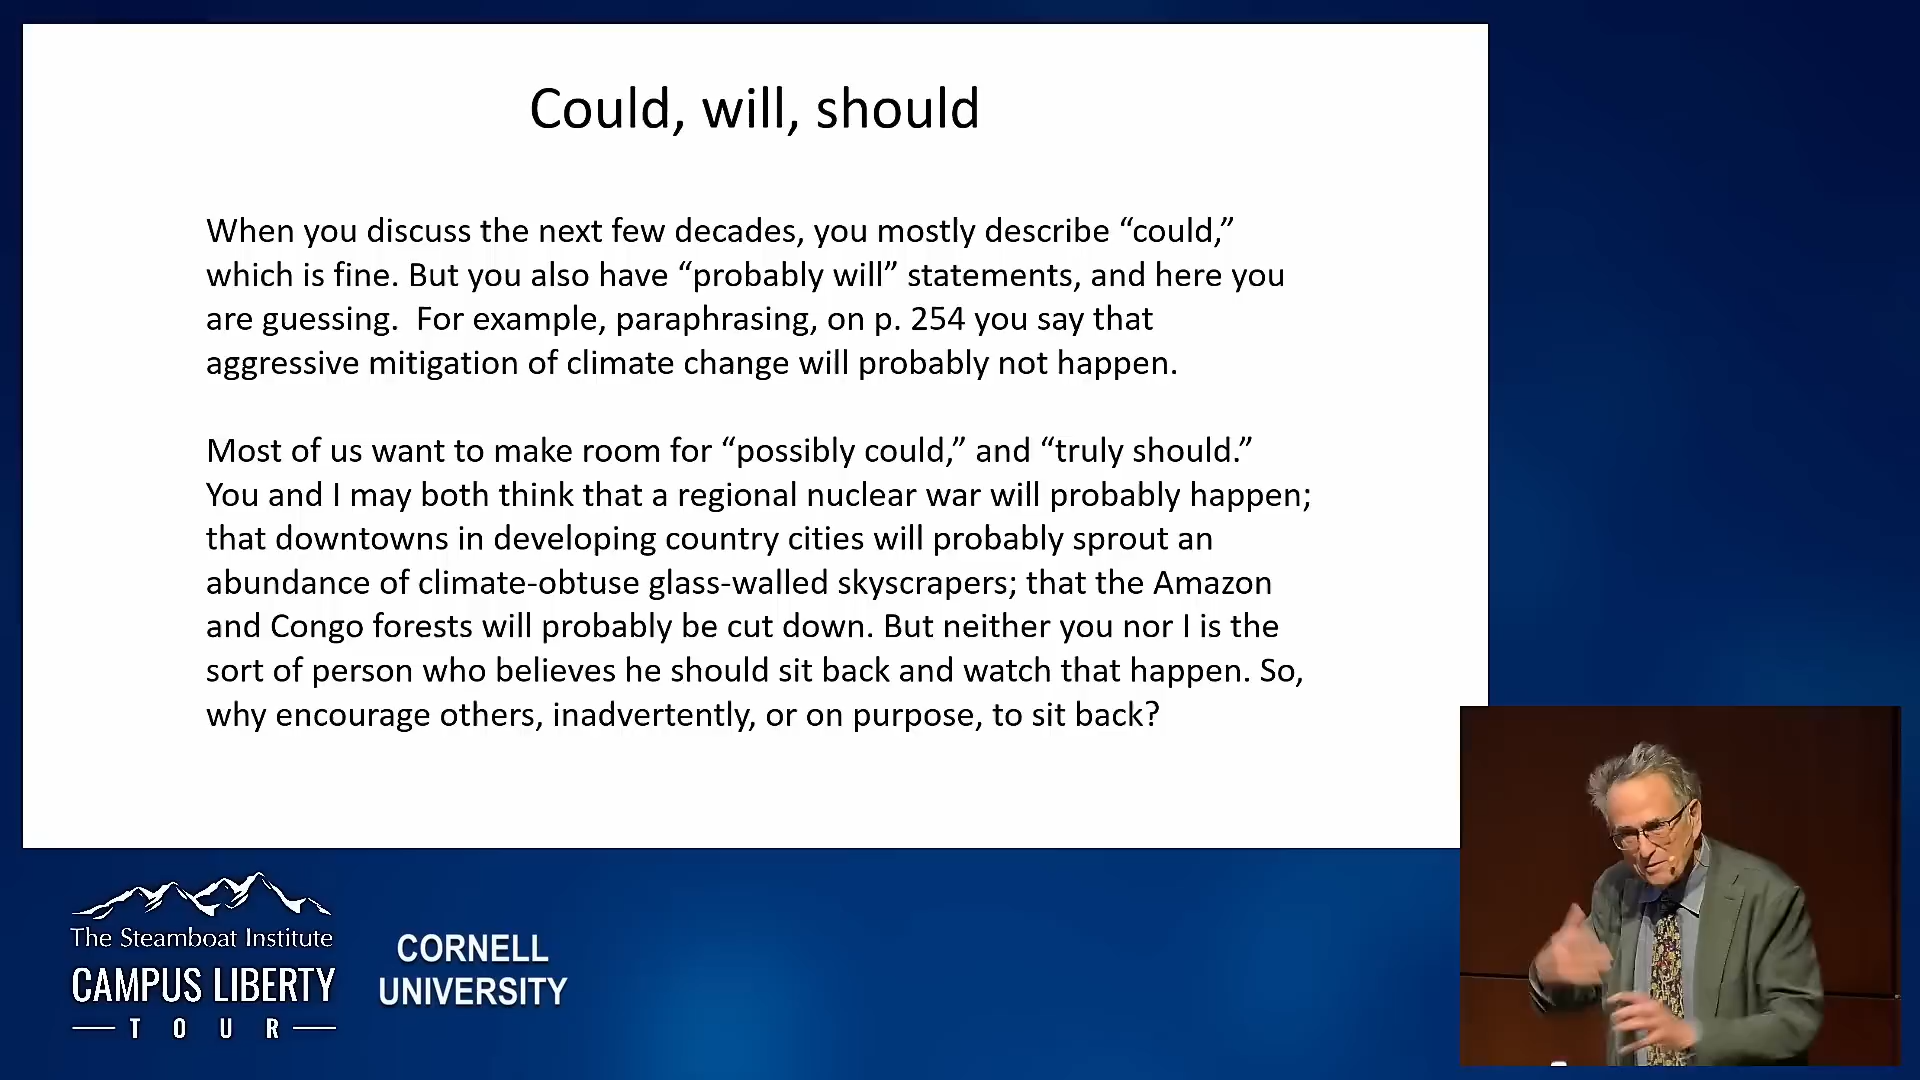 Could, will, should
When you discuss the next few decades, you mostly describe “could,”
which is fine. But you also have “probably will” statements, and here you
are guessing.  For example, paraphrasing, on p. 254 you say that
aggressive mitigation of climate change will probably not happen.
Most of us want to make room for “possibly could,” and “truly should.”
You and I may both think that a regional nuclear war will probably happen;
that downtowns in developing country cities will probably sprout an
abundance of climate-obtuse glass-walled skyscrapers; that the Amazon
and Congo forests will probably be cut down. But neither you nor I is the
sort of person who believes he should sit back and watch that happen. So,
why encourage others, inadvertently, or on purpose, to sit back?
The Steamboat Institute
CAMPUS LIBERTY
TOUR
CORNELL
UNIVERSITY